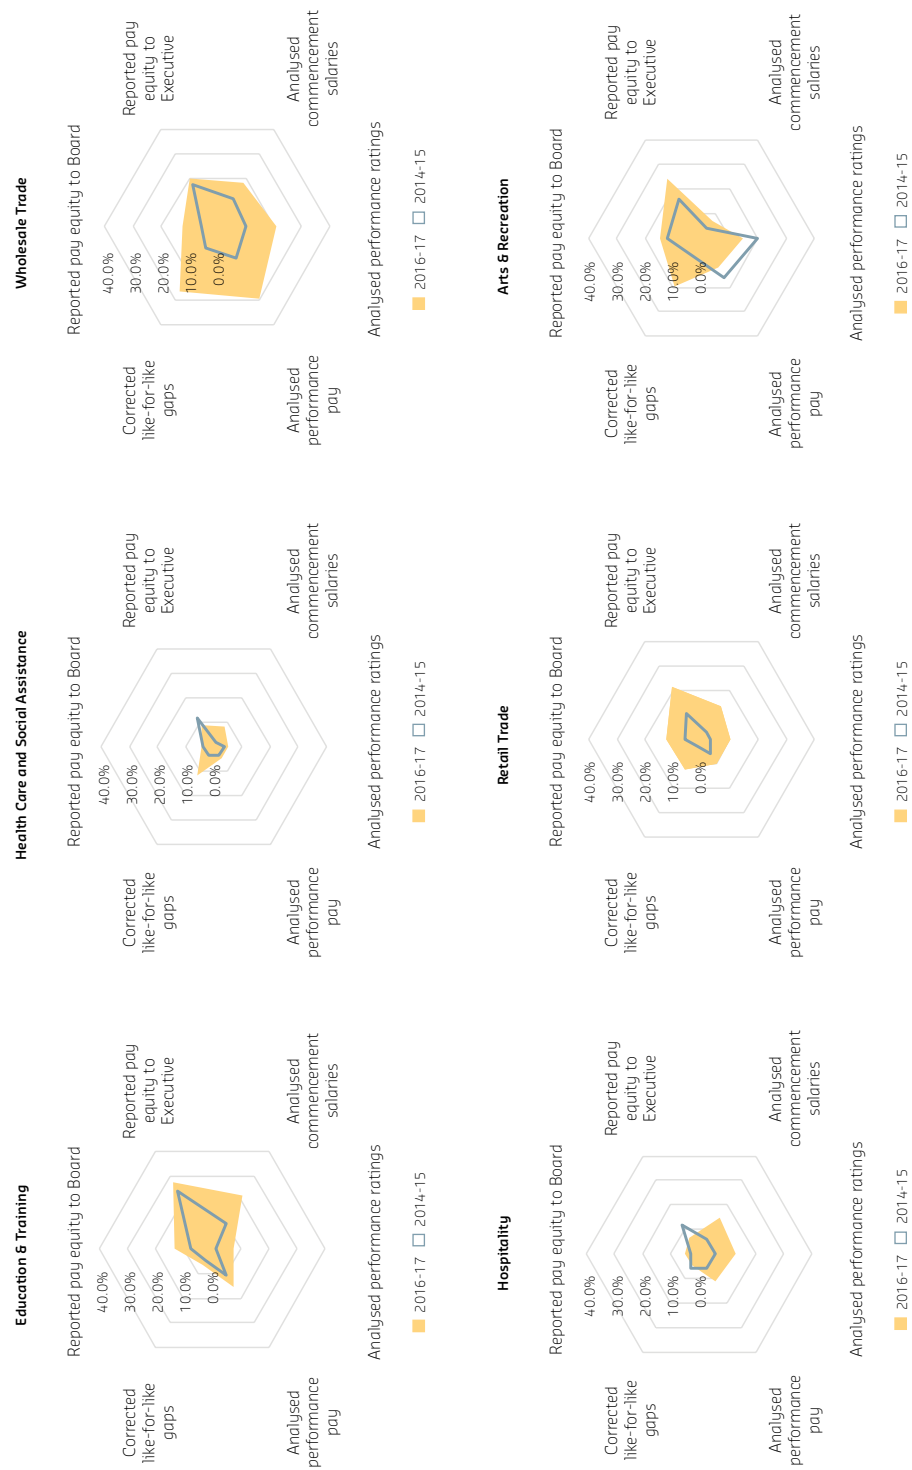 Education & Training
Reported pay equity to Board
40.0%
30.0%
20.0%
10.0%
0.0%
Reported pay
equity to
Executive
Analysed
commencement
salaries
Analysed performance ratings
Analysed
performance
pay
Corrected
like-for-like
gaps
2016-17 2014-15
Health Care and Social Assistance
Reported pay equity to Board
40.0%
30.0%
20.0%
10.0%
0.0%
Reported pay
equity to
Executive
Analysed
commencement
salaries
Analysed performance ratings
Analysed
performance
pay
Corrected
like-for-like
gaps
2016-17 2014-15
Wholesale Trade
Reported pay equity to Board
40.0%
30.0%
20.0%
10.0%
0.0%
Reported pay
equity to
Executive
Analysed
commencement
salaries
Analysed performance ratings
Analysed
performance
pay
Corrected
like-for-like
gaps
2016-17 2014-15
Hospitality
Reported pay equity to Board
40.0%
30.0%
20.0%
10.0%
0.0%
Reported pay
equity to
Executive
Analysed
commencement
salaries
Analysed performance ratings
Analysed
performance
pay
Corrected
like-for-like
gaps
2016-17 2014-15
Retail Trade
Reported pay equity to Board
40.0%
30.0%
20.0%
10.0%
0.0%
Reported pay
equity to
Executive
Analysed
commencement
salaries
Analysed performance ratings
Analysed
performance
pay
Corrected
like-for-like
gaps
2016-17 2014-15
Arts & Recreation
Reported pay equity to Board
40.0%
30.0%
20.0%
10.0%
0.0%
Reported pay
equity to
Executive
Analysed
commencement
salaries
Analysed performance ratings
Analysed
performance
pay
Corrected
like-for-like
gaps
2016-17 2014-15